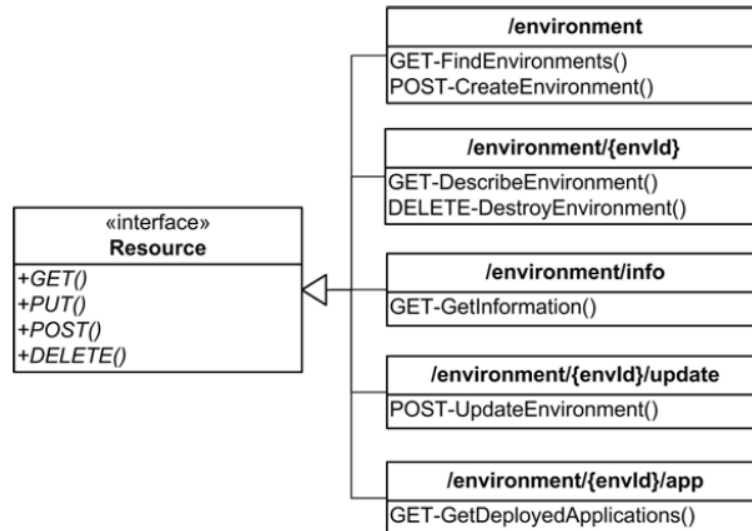 /environment
GET-FindEnvironments()
POST-CreateEnvironment()
/environment/{envId}
GET-DescribeEnvironment()
DELETE-DestroyEnvironment()
«interface»
Resource
+GET()
+PUT()
+POST()
+DELETE()
/environment/info
GET-GetInformation()
/environment/{envId}/update
POST-UpdateEnvironment()
/environment/{envId}/app
GET-GetDeployedApplications()